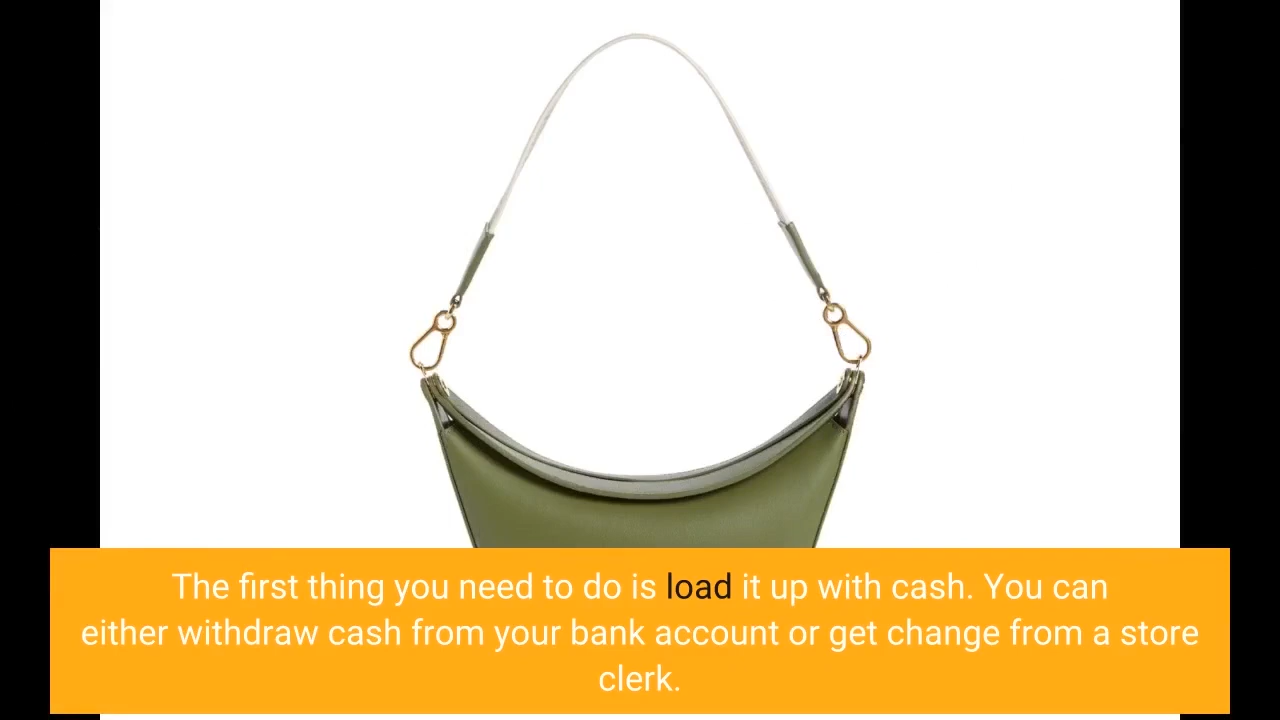 The first thing you need to do is load it up with cash. You can
either withdraw cash from your bank account or get change from a store
clerk.